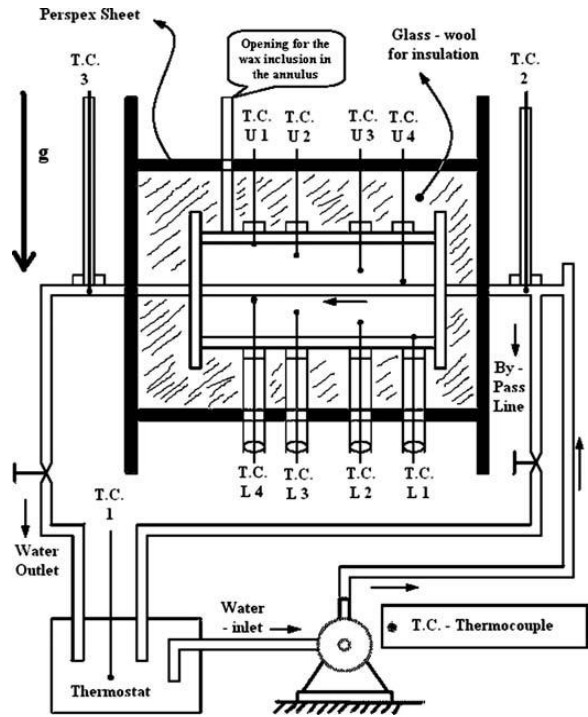 Perspex Sheet
T.C.
3
Opening for the
wax inclusion in
the annulus
Glass - wool
for insulation
T.C.
2
g
T.C.
U 1
T.C.
U 2
T.C.
U 3
T.C.
U 4
By -
Pass
Line
T.C.
L 4
T.C.
L 3
T.C.
L 2
T.C.
L 1
T.C.
1
Water
Outlet
Water
- inlet
T.C. - Thermocouple
Thermostat